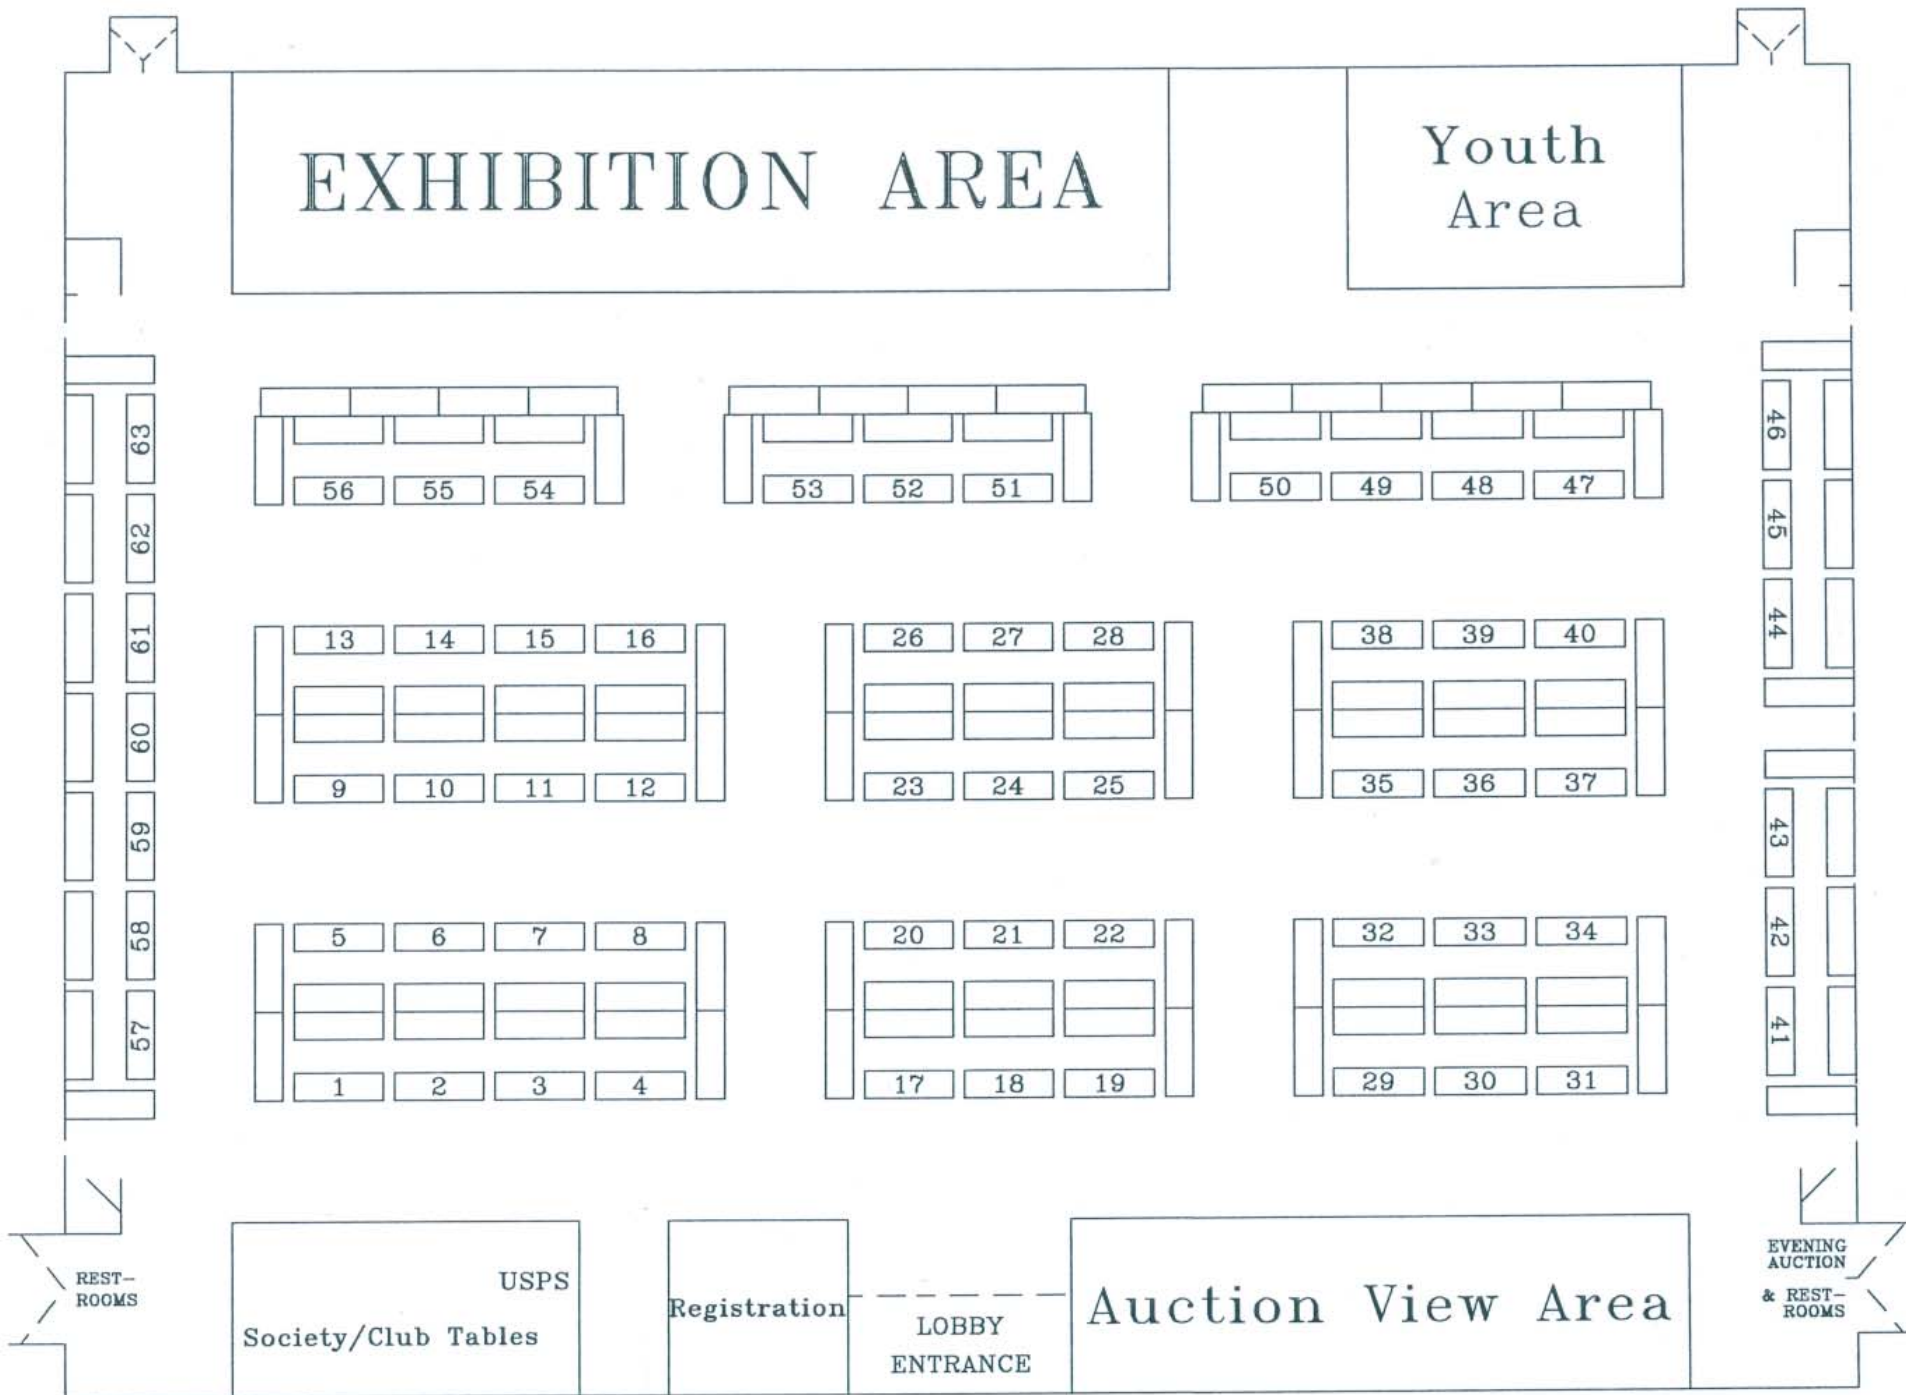 EXHIBITION AREA
Youth
Area
63
62
61
60
59
58
57
56 55 54
53 52 51
50 49 48 47
46
45
44
43
42
41
13 14 15 16
26 27 28
38 39 40
9 10 11 12
23 24 25
35 36 37
5 6 7 8
20 21 22
32 33 34
1 2 3 4
17 18 19
29 30 31
REST-
ROOMS
USPS
Society/Club Tables
Registration
LOBBY
ENTRANCE
Auction View Area
EVENING
AUCTION
& REST-
ROOMS